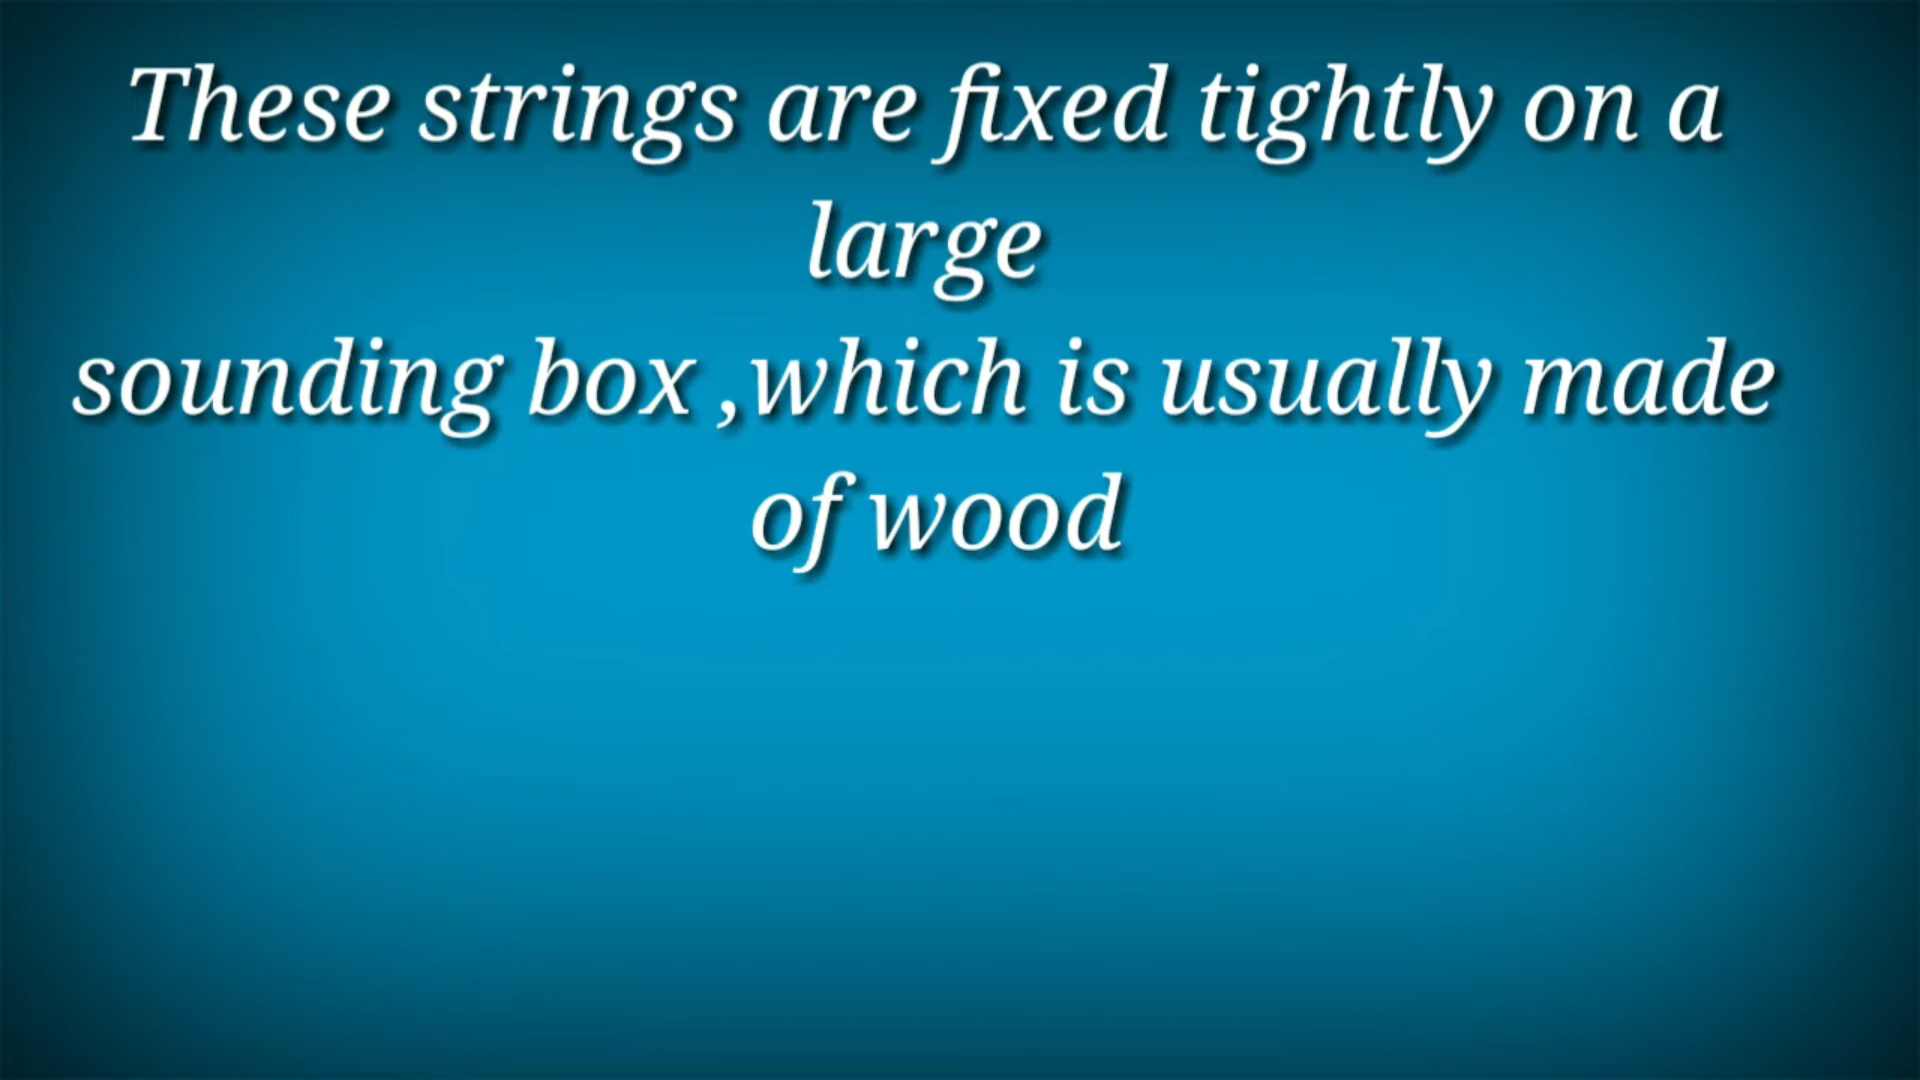 These strings are fixed tightly on a
large
sounding box ,which is usually made
of wood